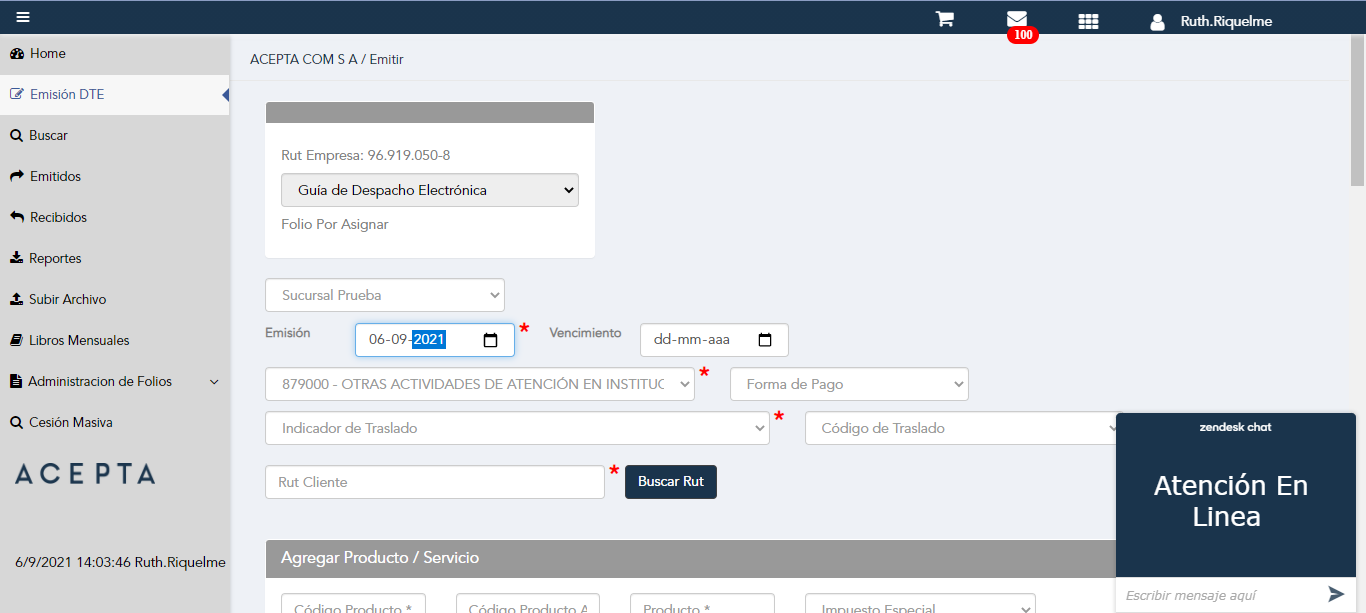 Ruth.Riquelme
100
Home
ACEPTA COM S A / Emitir
Emisión DTE
Buscar
Emitidos
Recibidos
Reportes
Subir Archivo
Libros Mensuales
Administracion de Folios
Cesión Masiva
ACEPTA
6/9/2021 14:03:46 Ruth.Riquelme
Rut Empresa: 96.919.050-8
Guía de Despacho Electrónica
Folio Por Asignar
Sucursal Prueba
Emisión 06-09-2021 * Vencimiento dd-mm-aaa
879000 - OTRAS ACTIVIDADES DE ATENCIÓN EN INSTITUC * Forma de Pago
Indicador de Traslado * Código de Traslado
Rut Cliente * Buscar Rut
Agregar Producto / Servicio
Código Producto * Código Producto A Producto * Impuesto Especial
zendesk chat
Atención En
Linea
Escribir mensaje aquí